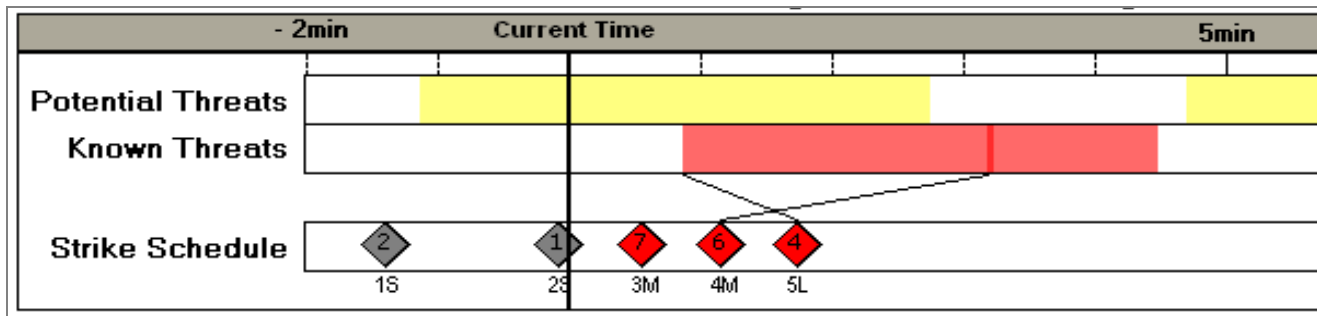 - 2min Current Time 5min
Potential Threats
Known Threats
Strike Schedule 2 1 7 6 4
1S 2S 3M 4M 5L